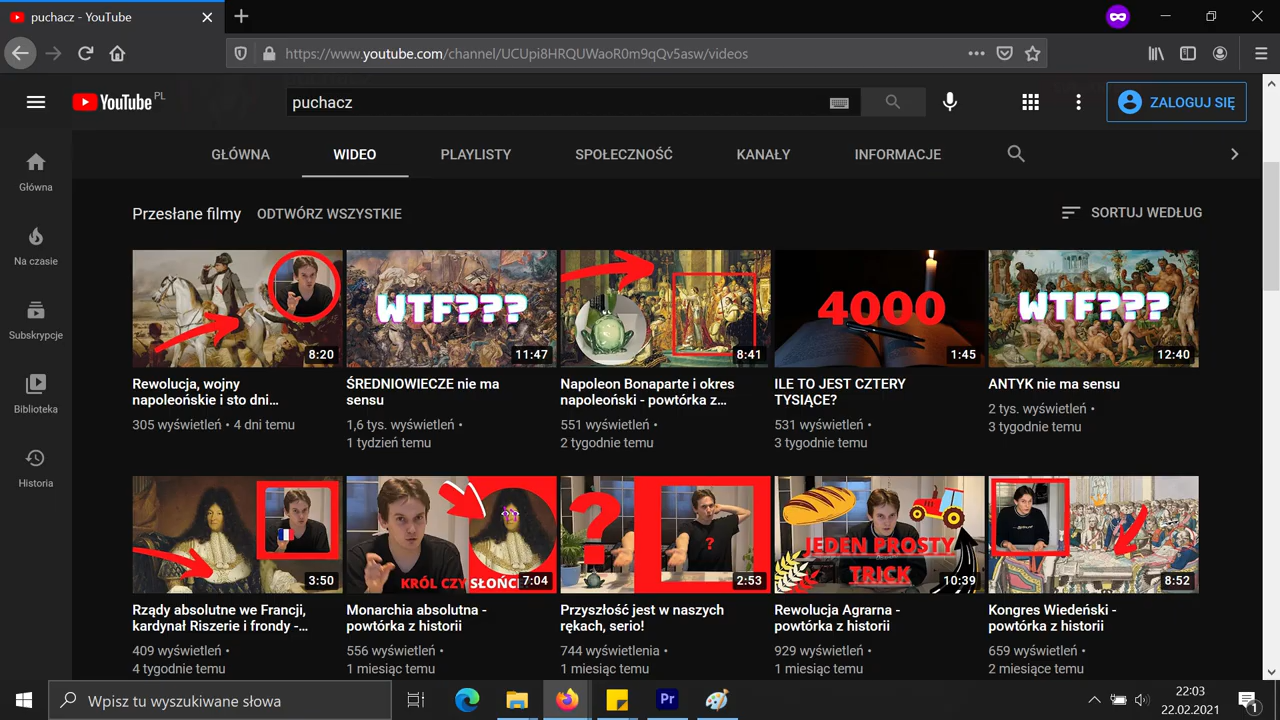 puchacz - YouTube
https://www.youtube.com/channel/UCUpi8HRQUWaoR0m9qQv5asw/videos
YouTube PL
puchacz
ZALOGUJ SIĘ
GŁÓWNA WIDEO PLAYLISTY SPOŁECZNOŚĆ KANAŁY INFORMACJE
Główna
Na czasie
Subskrypcje
Biblioteka
Historia
Przesłane filmy ODTWÓRZ WSZYSTKIE SORTUJ WEDŁUG
8:20
Rewolucja, wojny
napoleońskie i sto dni...
305 wyświetleń • 4 dni temu
WTF???
11:47
ŚREDNIOWIECZE nie ma
sensu
1,6 tys. wyświetleń •
1 tydzień temu
8:41
Napoleon Bonaparte i okres
napoleoński - powtórka z...
551 wyświetleń •
2 tygodnie temu
4000
1:45
ILE TO JEST CZTERY
TYSIĄCE?
531 wyświetleń •
3 tygodnie temu
WTF???
12:40
ANTYK nie ma sensu
2 tys. wyświetleń •
3 tygodnie temu
3:50
Rządy absolutne we Francji,
kardynał Riszerie i frondy -...
409 wyświetleń •
4 tygodnie temu
KRÓL CZY SŁOŃC
7:04
Monarchia absolutna -
powtórka z historii
556 wyświetleń •
1 miesiąc temu
?
?
2:53
Przyszłość jest w naszych
rękach, serio!
744 wyświetlenia •
1 miesiąc temu
JEDEN PROSTY
TRICK
10:39
Rewolucja Agrarna -
powtórka z historii
929 wyświetleń •
1 miesiąc temu
8:52
Kongres Wiedeński -
powtórka z historii
659 wyświetleń •
2 miesiące temu
Wpisz tu wyszukiwane słowa
Pr
22:03
22.02.2021
1